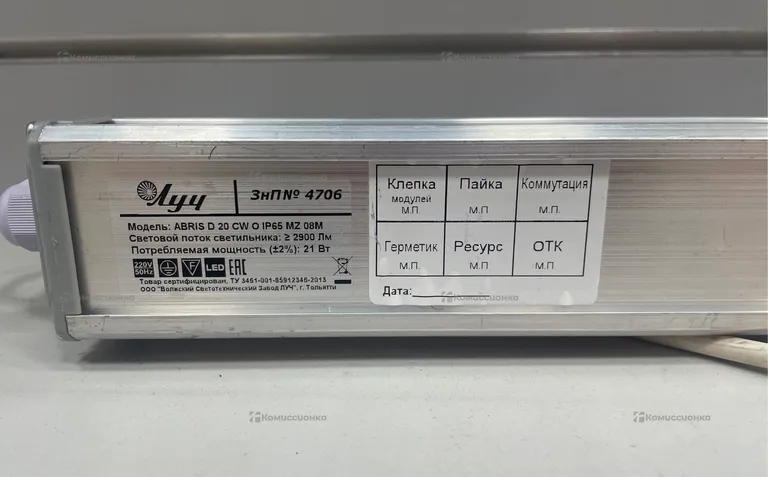 Комиссионка
Комиссионка
Луч
ЗнП№ 4706
Модель: ABRIS D 20 CW O IP65 MZ 08M
Световой поток светильника: ≥ 2900 Лм
Потребляемая мощность (±2%): 21 Вт
220V
50Hz
F
LED
EAC
Товар сертифицирован, ТУ 3451-001-85912346-2013
ООО "Волжский Светотехнический Завод ЛУЧ", г. Тольятти
Клепка
модулей
м.п.
Пайка
м.п
Коммутация
м.п.
Герметик
м.п.
Ресурс
м.п
ОТК
м.п.
Дата:
Комиссионка
Комиссионка
Комиссионка